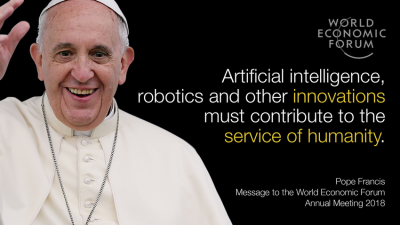 WORLD
ECONOMIC
FORUM
Artificial intelligence,
robotics and other innovations
must contribute to the
service of humanity.
Pope Francis
Message to the World Economic Forum
Annual Meeting 2018